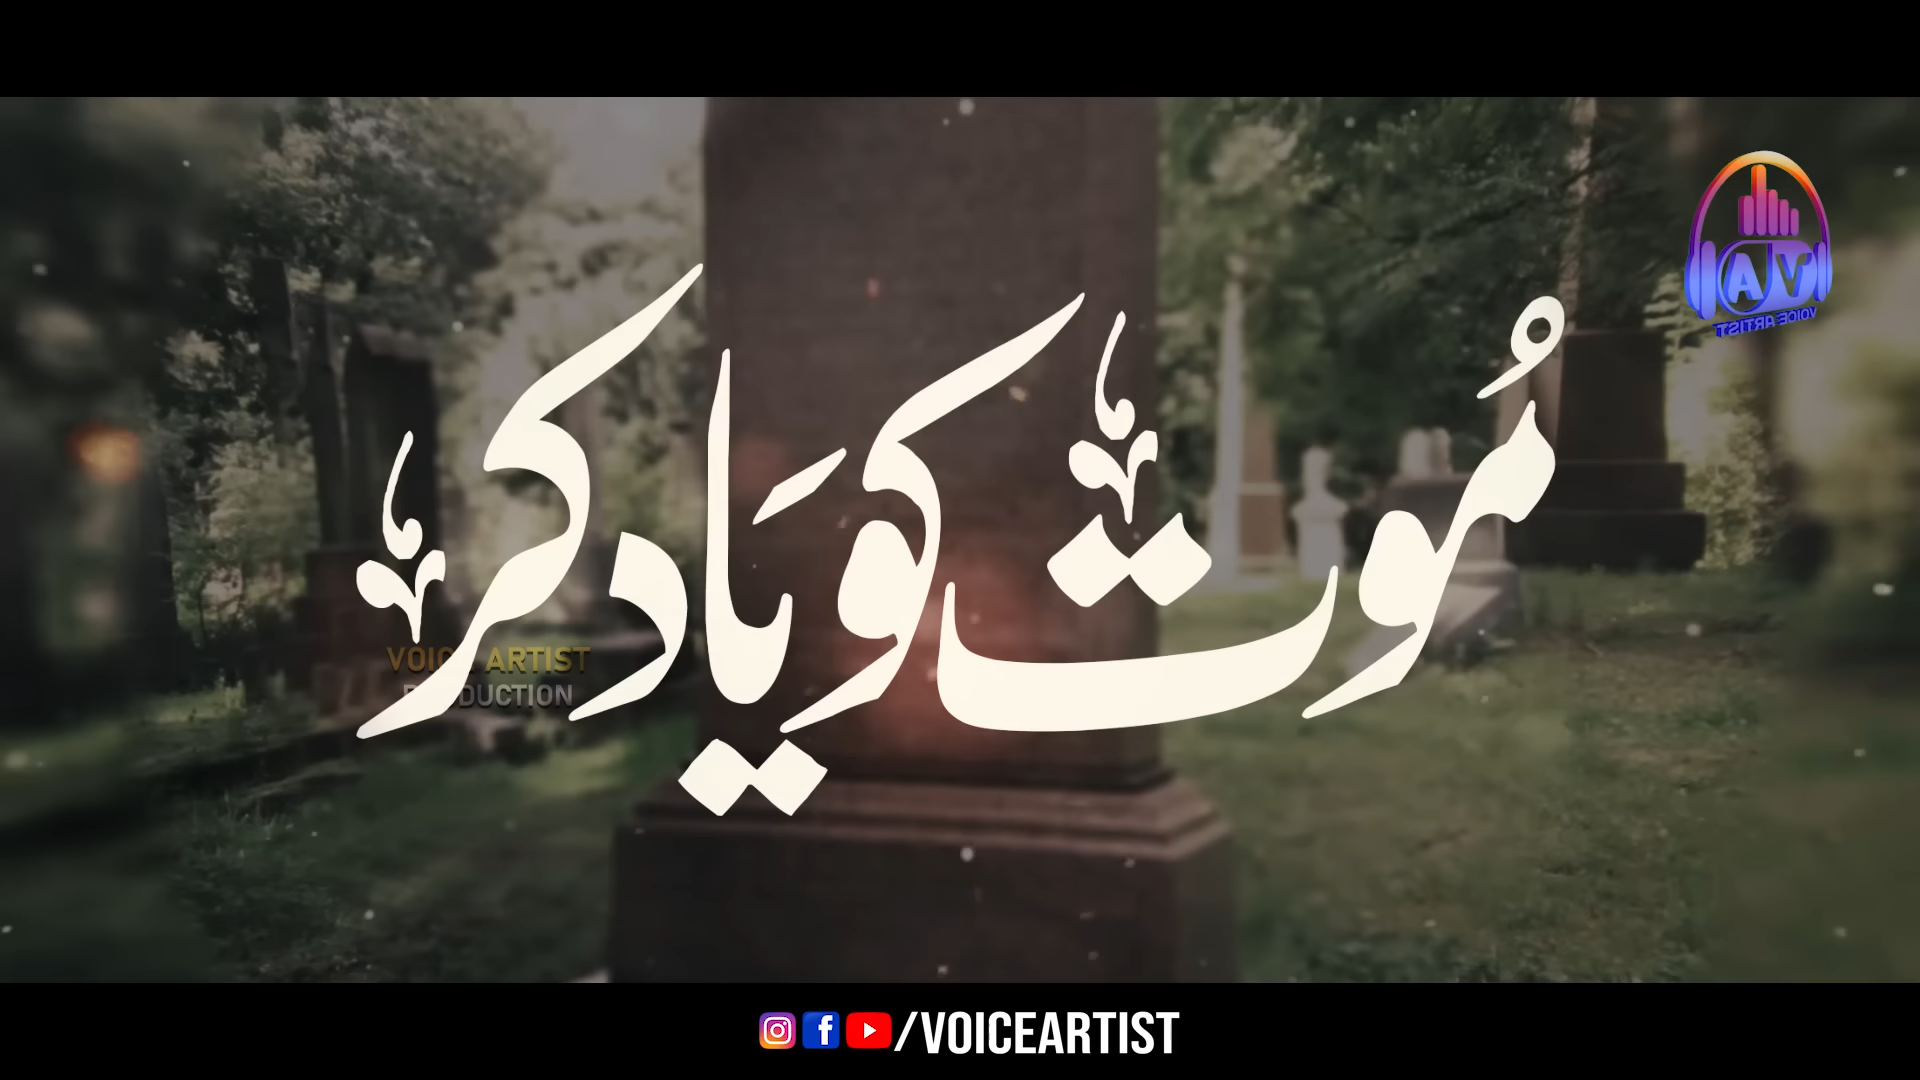 VOICE ARTIST
موت کو یاد کر
VOICE ARTIST
PRODUCTION
/VOICEARTIST